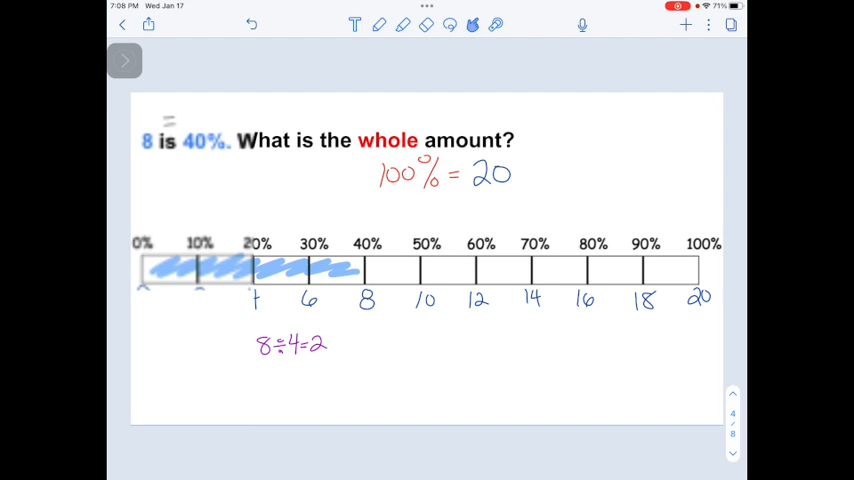 7:08 PM Wed Jan 17
71%
8 is 40%. What is the whole amount?
100% = 20
0% 10% 20% 30% 40% 50% 60% 70% 80% 90% 100%
6 8 10 12 14 16 18 20
8÷4=2
4
/
8